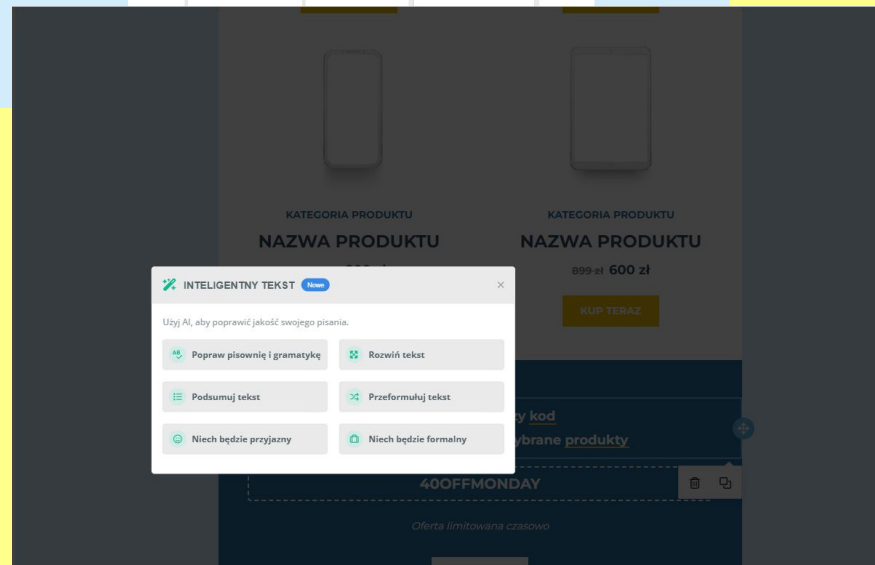 KATEGORIA PRODUKTU
KATEGORIA PRODUKTU
NAZWA PRODUKTU
NAZWA PRODUKTU
899 zł 600 zł
KUP TERAZ
INTELIGENTNY TEKST Nowe
Użyj AI, aby poprawić jakość swojego pisania.
Popraw pisownię i gramatykę
Rozwiń tekst
Podsumuj tekst
Przeformułuj tekst
Niech będzie przyjazny
Niech będzie formalny
kod
produkty
40OFFMONDAY
Oferta limitowana czasowo